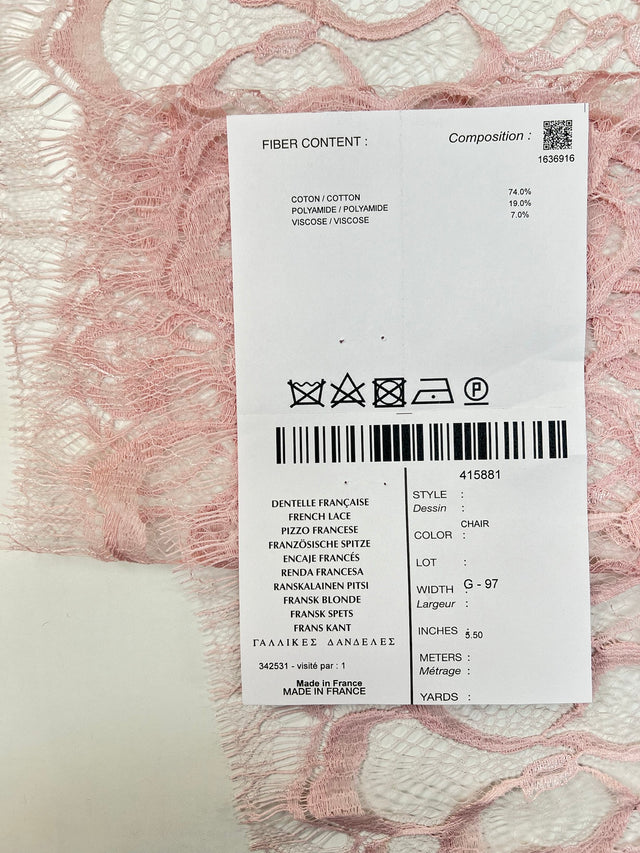 FIBER CONTENT :
Composition :
1636916
COTON / COTTON 74.0%
POLYAMIDE / POLYAMIDE 19.0%
VISCOSE / VISCOSE 7.0%
P
415881
DENTELLE FRANÇAISE
FRENCH LACE
PIZZO FRANCESE
FRANZÖSISCHE SPITZE
ENCAJE FRANCÉS
RENDA FRANCESA
RANSKALAINEN PITSI
FRANSK BLONDE
FRANSK SPETS
FRANS KANT
ΓΑΛΛΙΚΕΣ ΔΑΝΔΕΛΕΣ
342531 - visité par : 1
Made in France
MADE IN FRANCE
STYLE :
Dessin :
CHAIR
COLOR :
LOT :
WIDTH : G - 97
Largeur :
INCHES : 5.50
METERS :
Métrage :
YARDS :